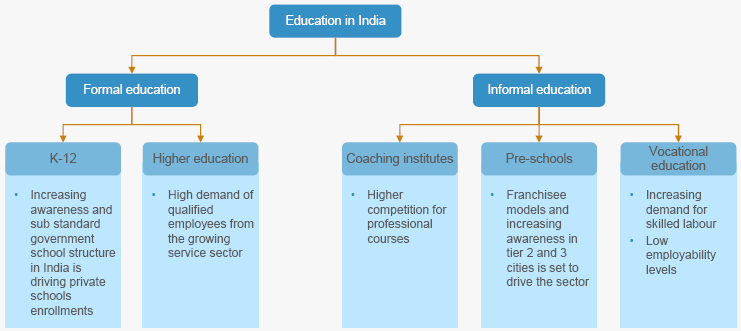 Education in India
Formal education
Informal education
K-12
Higher education
Coaching institutes
Pre-schools
Vocational
education
• Increasing
awareness and
sub standard
government
school structure
in India is
driving private
schools
enrollments
• High demand of
qualified
employees from
the growing
service sector
• Higher
competition for
professional
courses
• Franchisee
models and
increasing
awareness in
tier 2 and 3
cities is set to
drive the sector
• Increasing
demand for
skilled labour
• Low
employability
levels